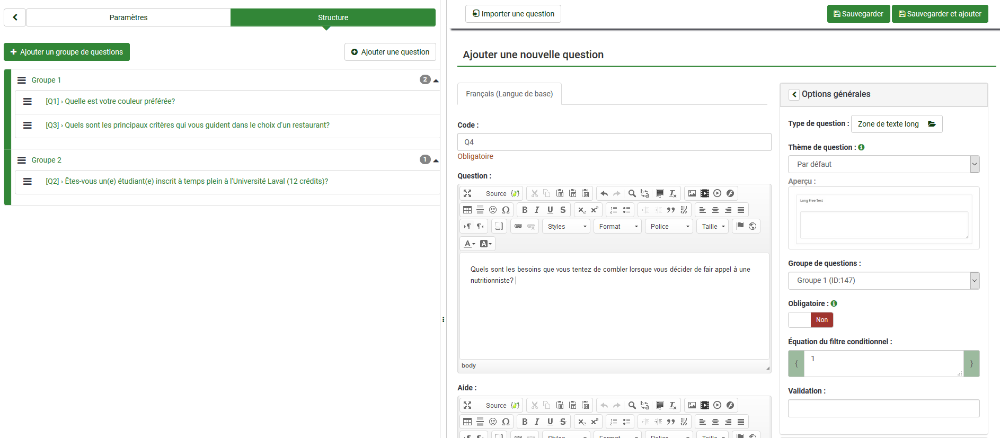 Paramètres
Structure
Ajouter un groupe de questions
Ajouter une question
Groupe 1
2
[Q1] › Quelle est votre couleur préférée?
[Q3] › Quels sont les principaux critères qui vous guident dans le choix d'un restaurant?
Groupe 2
1
[Q2] › Êtes-vous un(e) étudiant(e) inscrit à temps plein à l'Université Laval (12 crédits)?
Importer une question
Sauvegarder
Sauvegarder et ajouter
Ajouter une nouvelle question
Français (Langue de base)
Code :
Q4
Obligatoire
Question :
Source
Styles
Format
Police
Taille
Quels sont les besoins que vous tentez de combler lorsque vous décider de fair appel à une
nutritionniste?
body
Aide :
Source
Styles
Format
Police
Taille
Options générales
Type de question :
Zone de texte long
Thème de question :
Par défaut
Aperçu :
Long Free Text
Groupe de questions :
Groupe 1 (ID:147)
Obligatoire :
Non
Équation du filtre conditionnel :
{ 1 }
Validation :